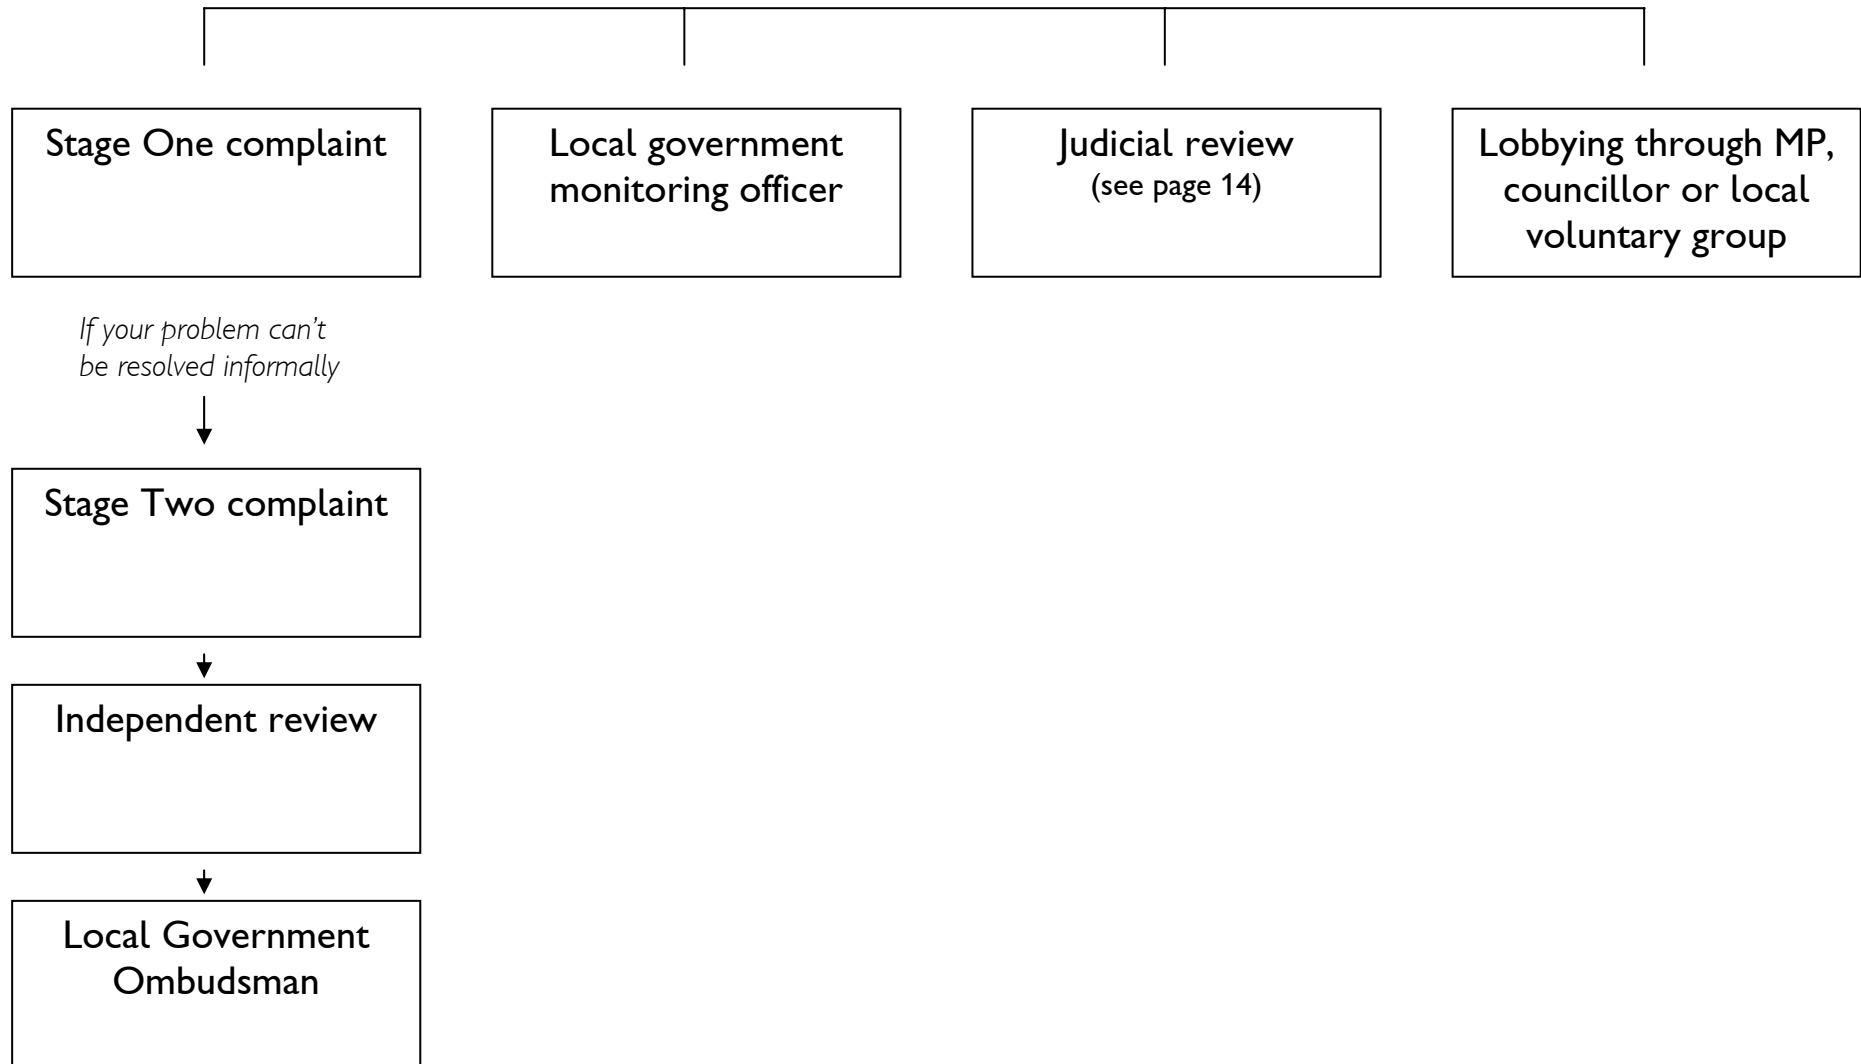 Stage One complaint
Local government
monitoring officer
Judicial review
(see page 14)
Lobbying through MP,
councillor or local
voluntary group
If your problem can’t
be resolved informally
Stage Two complaint
Independent review
Local Government
Ombudsman